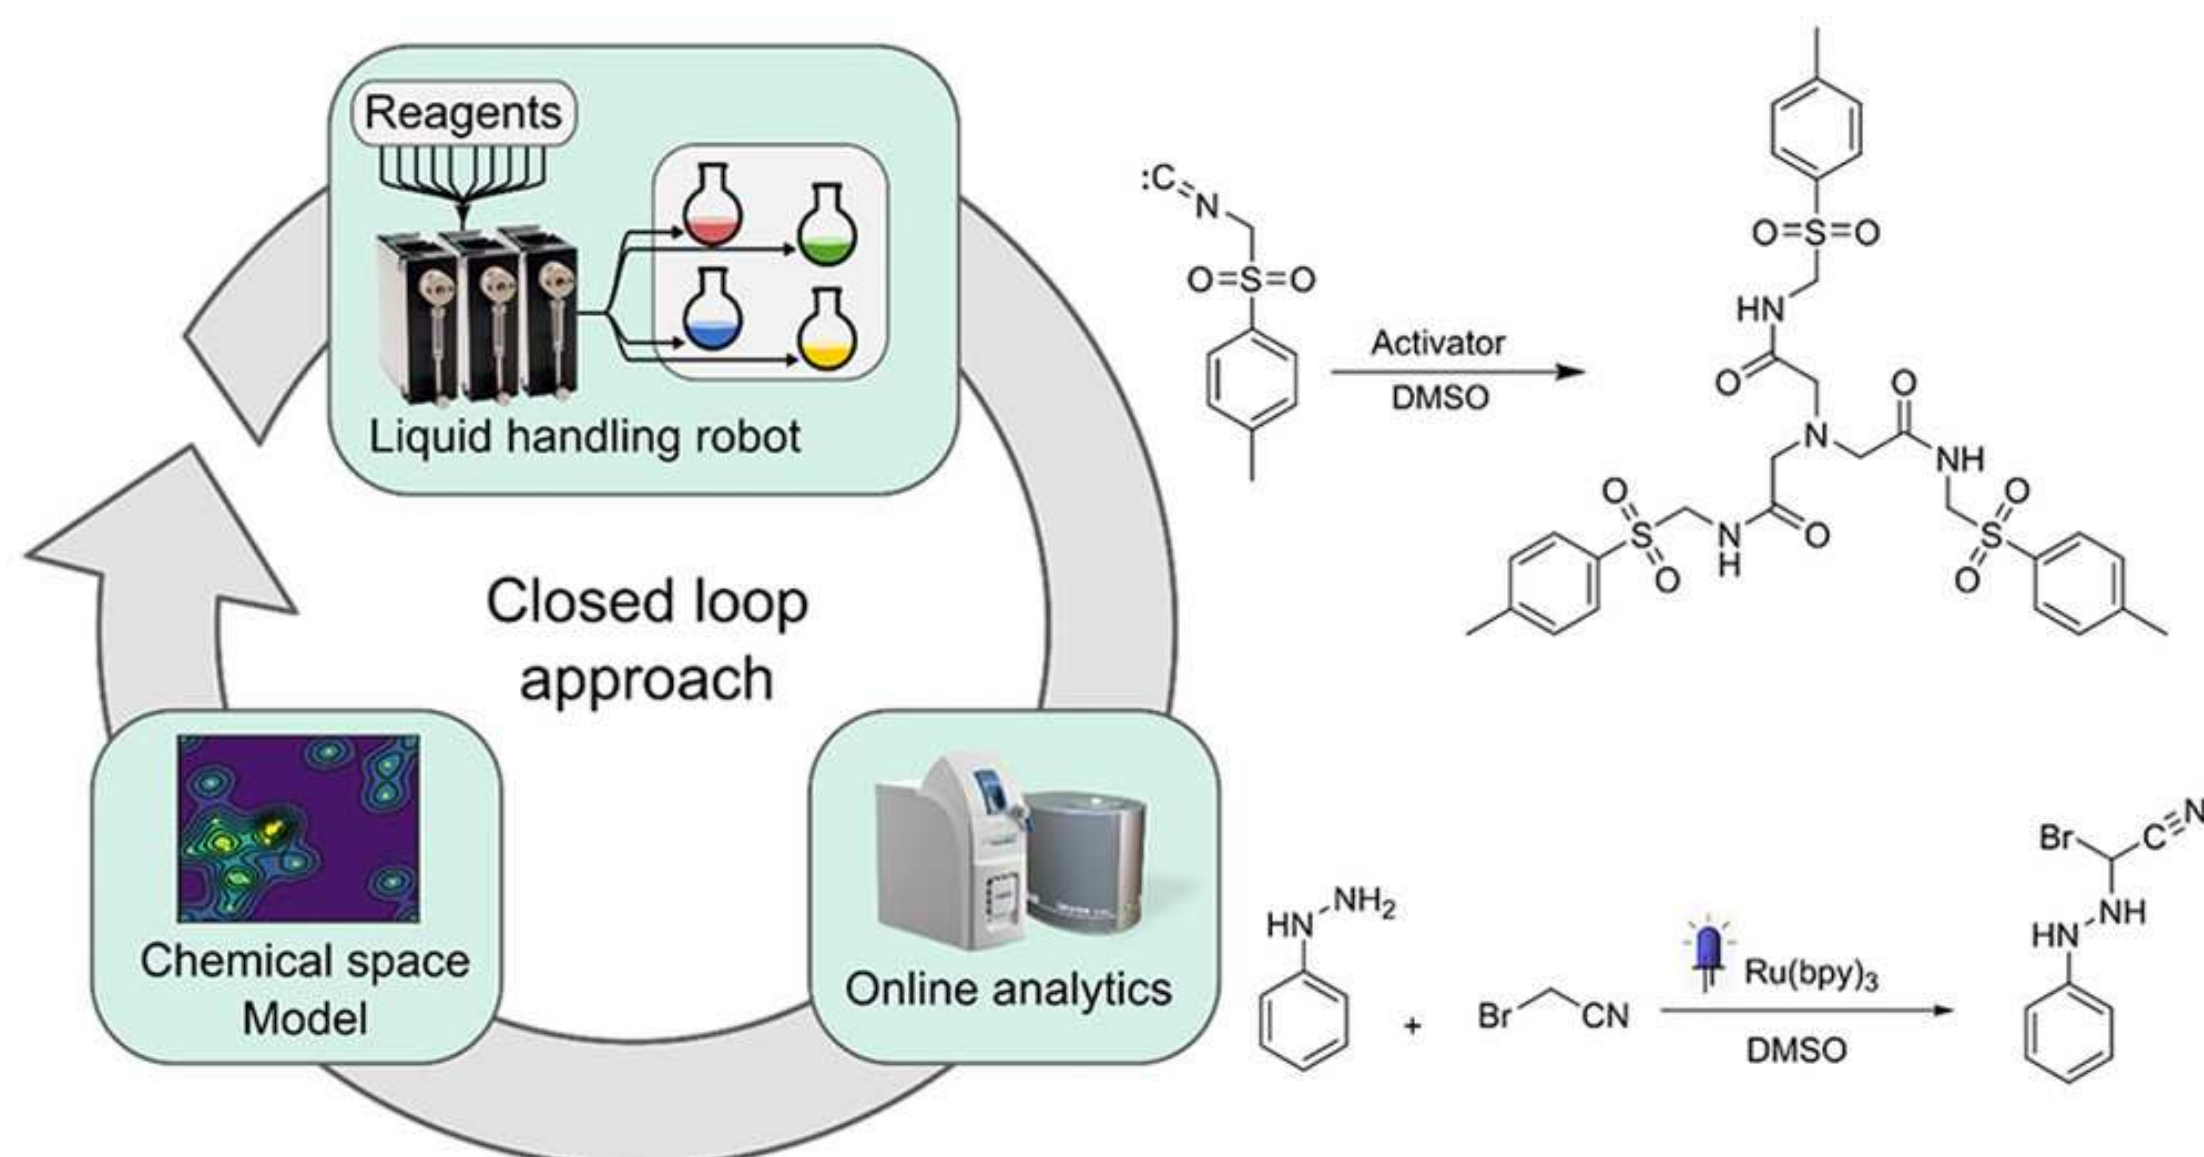 Reagents
Liquid handling robot
Closed loop
approach
Chemical space
Model
Online analytics
:C
N
O=S=O
Activator
DMSO
O=S=O
HN
O
O
N
NH
O
O
S
N
H
O
O
O
S
O
HN
NH2
+
Br
CN
Ru(bpy)3
DMSO
Br
C
N
NH
HN